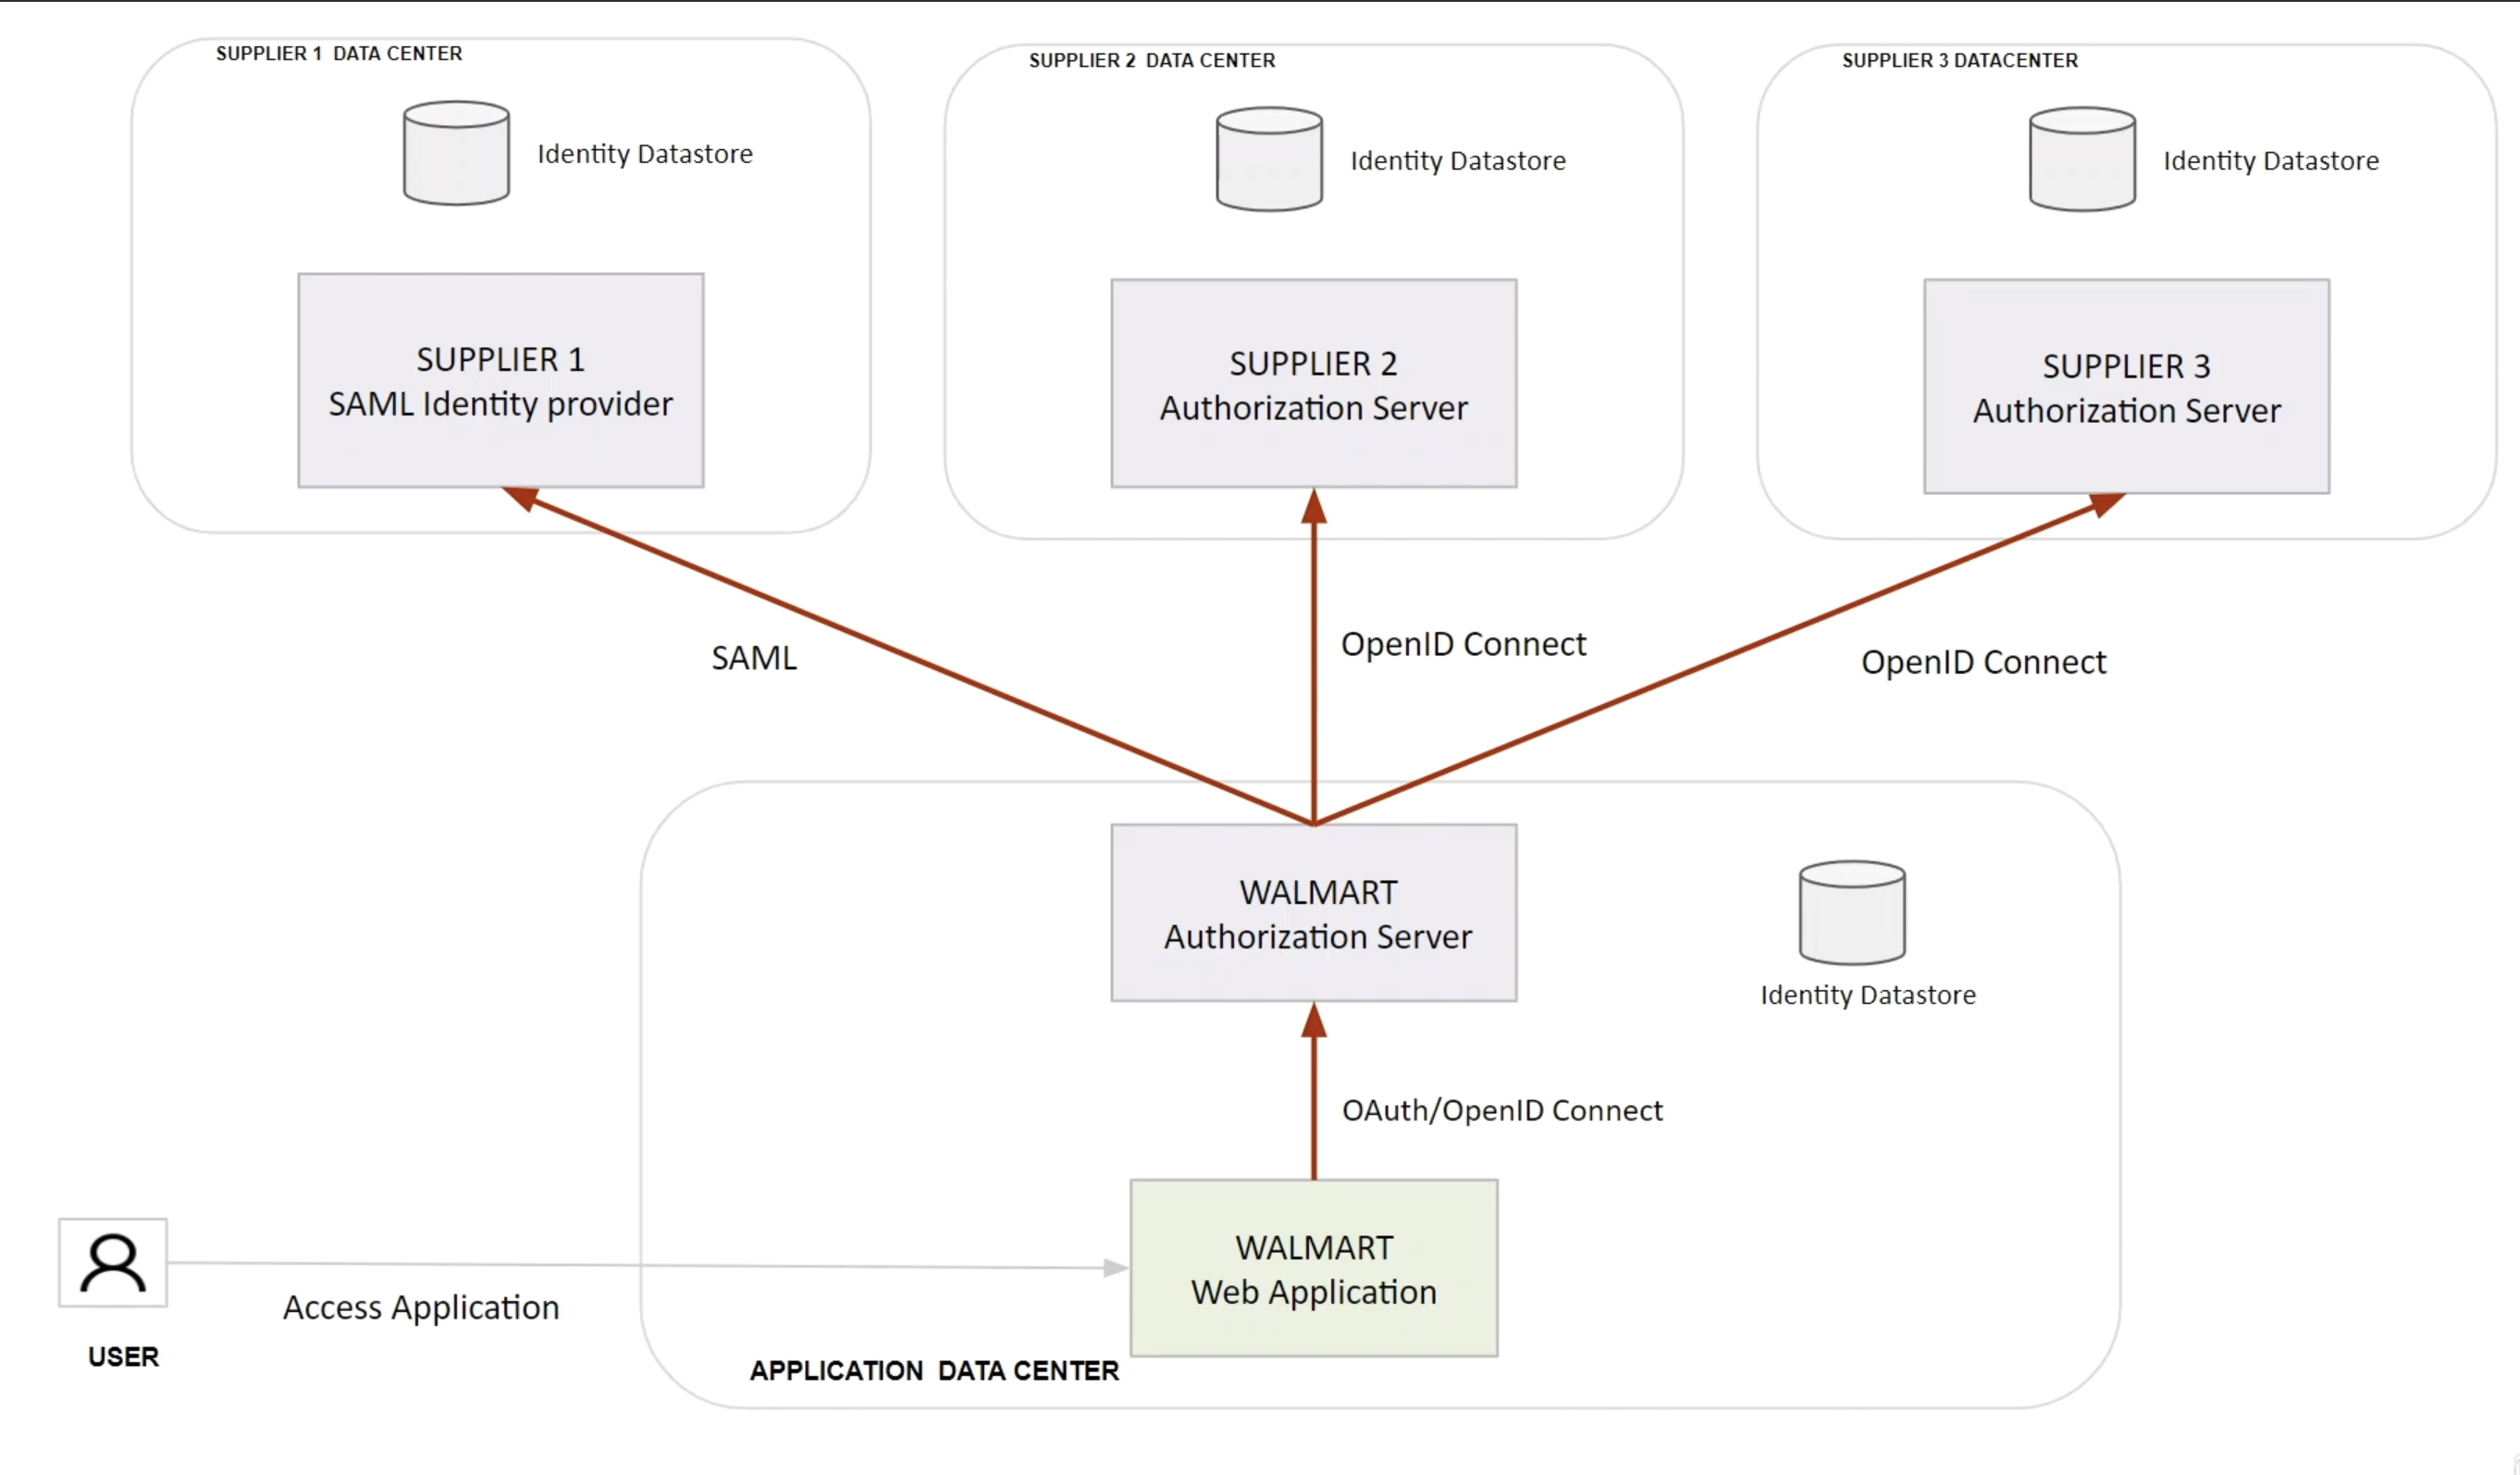 SUPPLIER 1  DATA CENTER
SUPPLIER 2  DATA CENTER
SUPPLIER 3 DATACENTER
Identity Datastore
Identity Datastore
Identity Datastore
SUPPLIER 1
SAML Identity provider
SUPPLIER 2
Authorization Server
SUPPLIER 3
Authorization Server
SAML
OpenID Connect
OpenID Connect
WALMART
Authorization Server
Identity Datastore
OAuth/OpenID Connect
WALMART
Web Application
Access Application
USER
APPLICATION  DATA CENTER